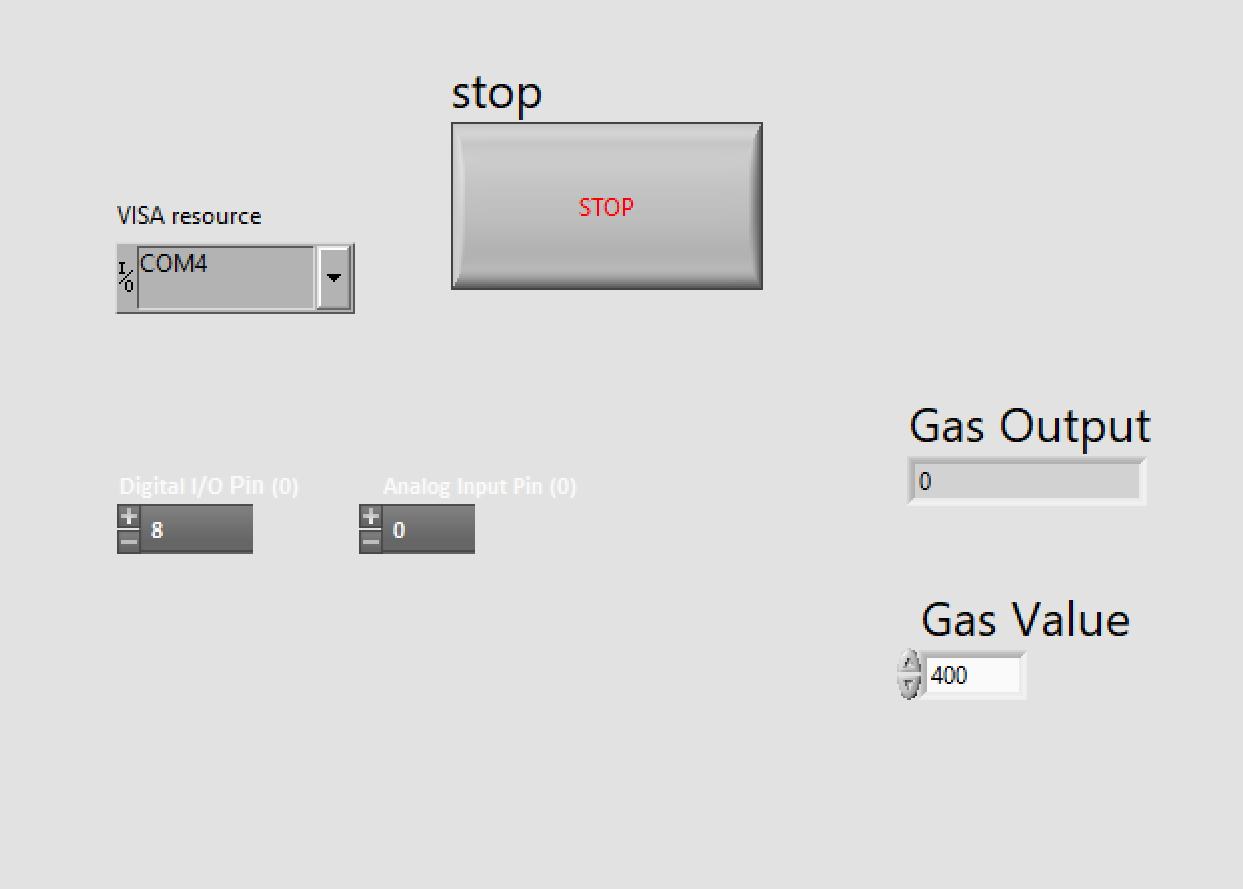 stop
STOP
VISA resource
I/O COM4
Gas Output
0
Digital I/O Pin (0) Analog Input Pin (0)
8 0
Gas Value
400